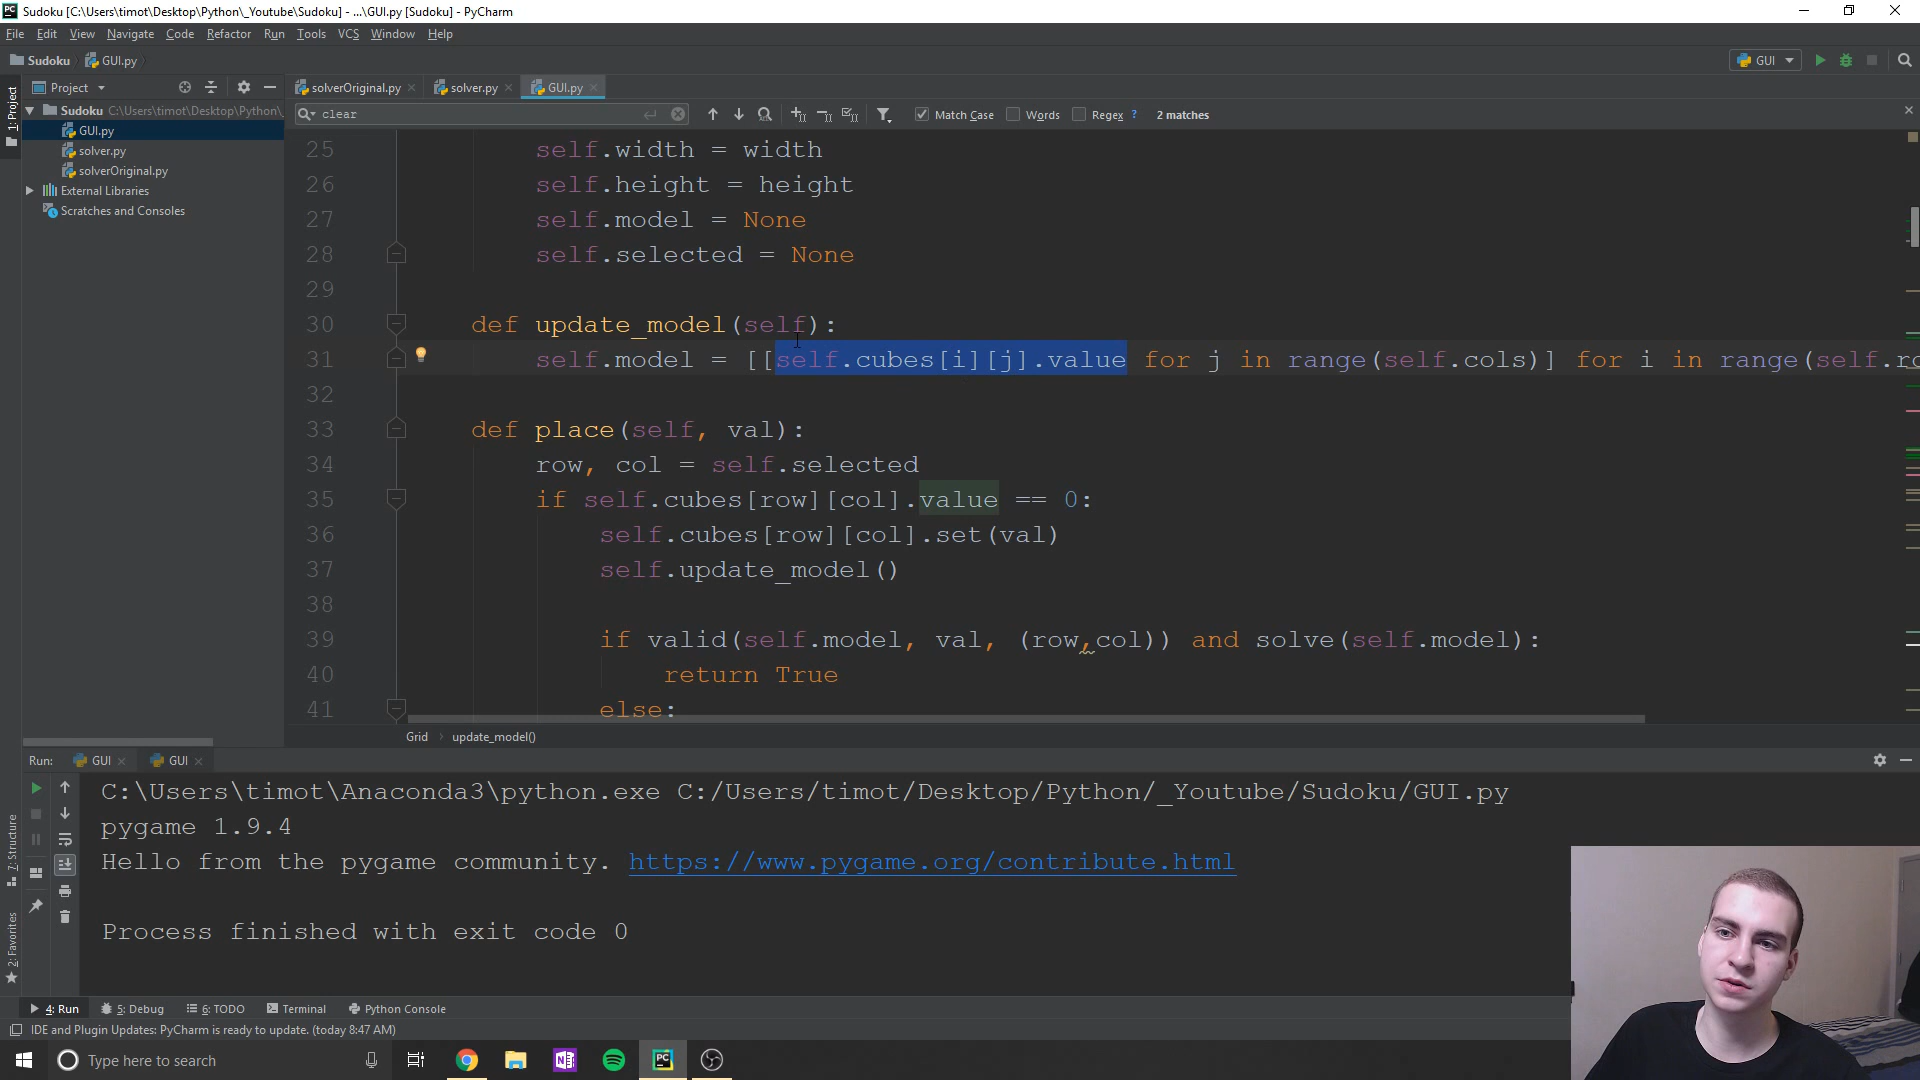 Sudoku [C:\Users\timot\Desktop\Python\_Youtube\Sudoku] - ...\GUI.py [Sudoku] - PyCharm
File Edit View Navigate Code Refactor Run Tools VCS Window Help
Sudoku GUI.py GUI
1: Project
Project
solverOriginal.py solver.py GUI.py
Sudoku C:\Users\timot\Desktop\Python\_
GUI.py
solver.py
solverOriginal.py
External Libraries
Scratches and Consoles
clear Match Case Words Regex ? 2 matches
25 self.width = width
26 self.height = height
27 self.model = None
28 self.selected = None
29
30 def update_model(self):
31 self.model = [[self.cubes[i][j].value for j in range(self.cols)] for i in range(self.ro
32
33 def place(self, val):
34 row, col = self.selected
35 if self.cubes[row][col].value == 0:
36 self.cubes[row][col].set(val)
37 self.update_model()
38
39 if valid(self.model, val, (row,col)) and solve(self.model):
40 return True
41 else:
Grid update_model()
Run: GUI GUI
C:\Users\timot\Anaconda3\python.exe C:/Users/timot/Desktop/Python/_Youtube/Sudoku/GUI.py
pygame 1.9.4
Hello from the pygame community. https://www.pygame.org/contribute.html
Process finished with exit code 0
7: Structure
2: Favorites
4: Run 5: Debug 6: TODO Terminal Python Console
IDE and Plugin Updates: PyCharm is ready to update. (today 8:47 AM)
Type here to search